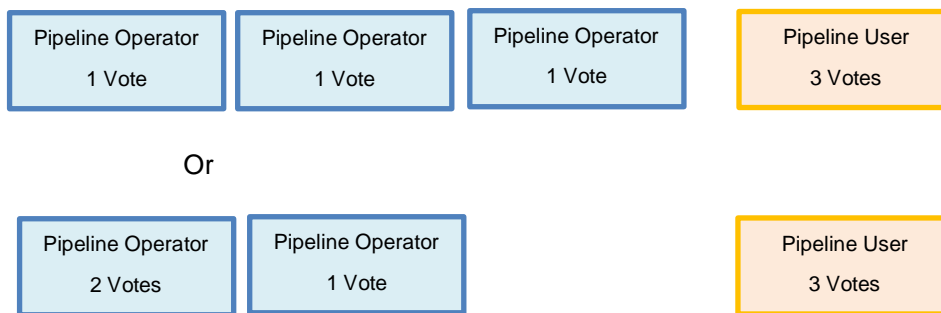 Pipeline Operator
1 Vote
Pipeline Operator
1 Vote
Pipeline Operator
1 Vote
Pipeline User
3 Votes
Or
Pipeline Operator
2 Votes
Pipeline Operator
1 Vote
Pipeline User
3 Votes